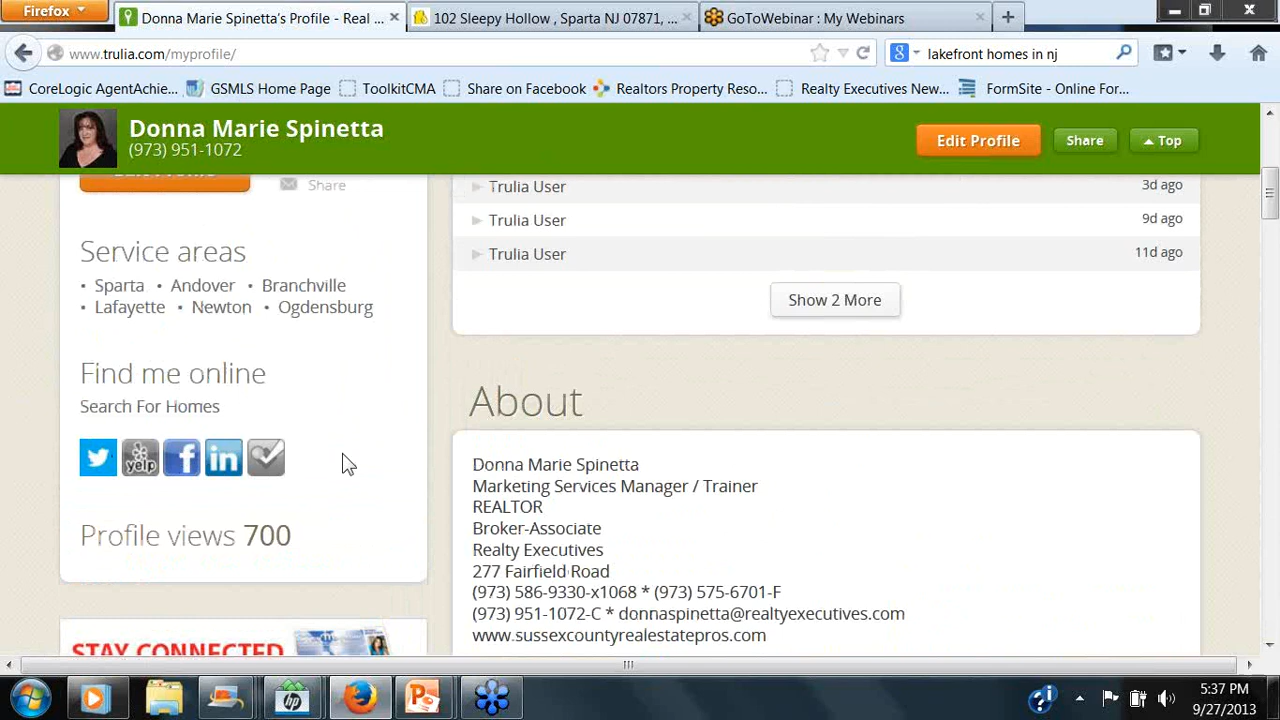 Firefox
Donna Marie Spinetta's Profile - Real ...
102 Sleepy Hollow , Sparta NJ 07871, ...
GoToWebinar : My Webinars
www.trulia.com/myprofile/
lakefront homes in nj
CoreLogic AgentAchie...
GSMLS Home Page
ToolkitCMA
Share on Facebook
Realtors Property Reso...
Realty Executives New...
FormSite - Online For...
Donna Marie Spinetta
(973) 951-1072
Edit Profile
Share
Top
Share
Service areas
• Sparta • Andover • Branchville
• Lafayette • Newton • Ogdensburg
Find me online
Search For Homes
yelp
f
in
Profile views 700
STAY CONNECTED
Trulia User 3d ago
Trulia User 9d ago
Trulia User 11d ago
Show 2 More
About
Donna Marie Spinetta
Marketing Services Manager / Trainer
REALTOR
Broker-Associate
Realty Executives
277 Fairfield Road
(973) 586-9330-x1068 * (973) 575-6701-F
(973) 951-1072-C * donnaspinetta@realtyexecutives.com
www.sussexcountyrealestatepros.com
5:37 PM
9/27/2013